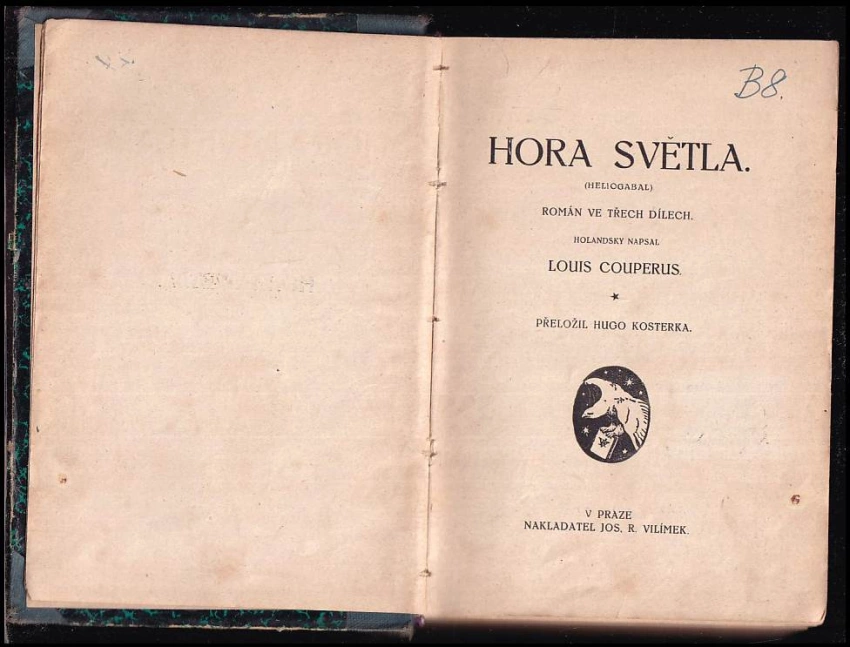 B8.
HORA SVĚTLA.
(HELIOGABAL)
ROMÁN VE TŘECH DÍLECH.
HOLANDSKY NAPSAL
LOUIS COUPERUS.
PŘELOŽIL HUGO KOSTERKA.
V PRAZE
NAKLADATEL JOS. R. VILÍMEK.